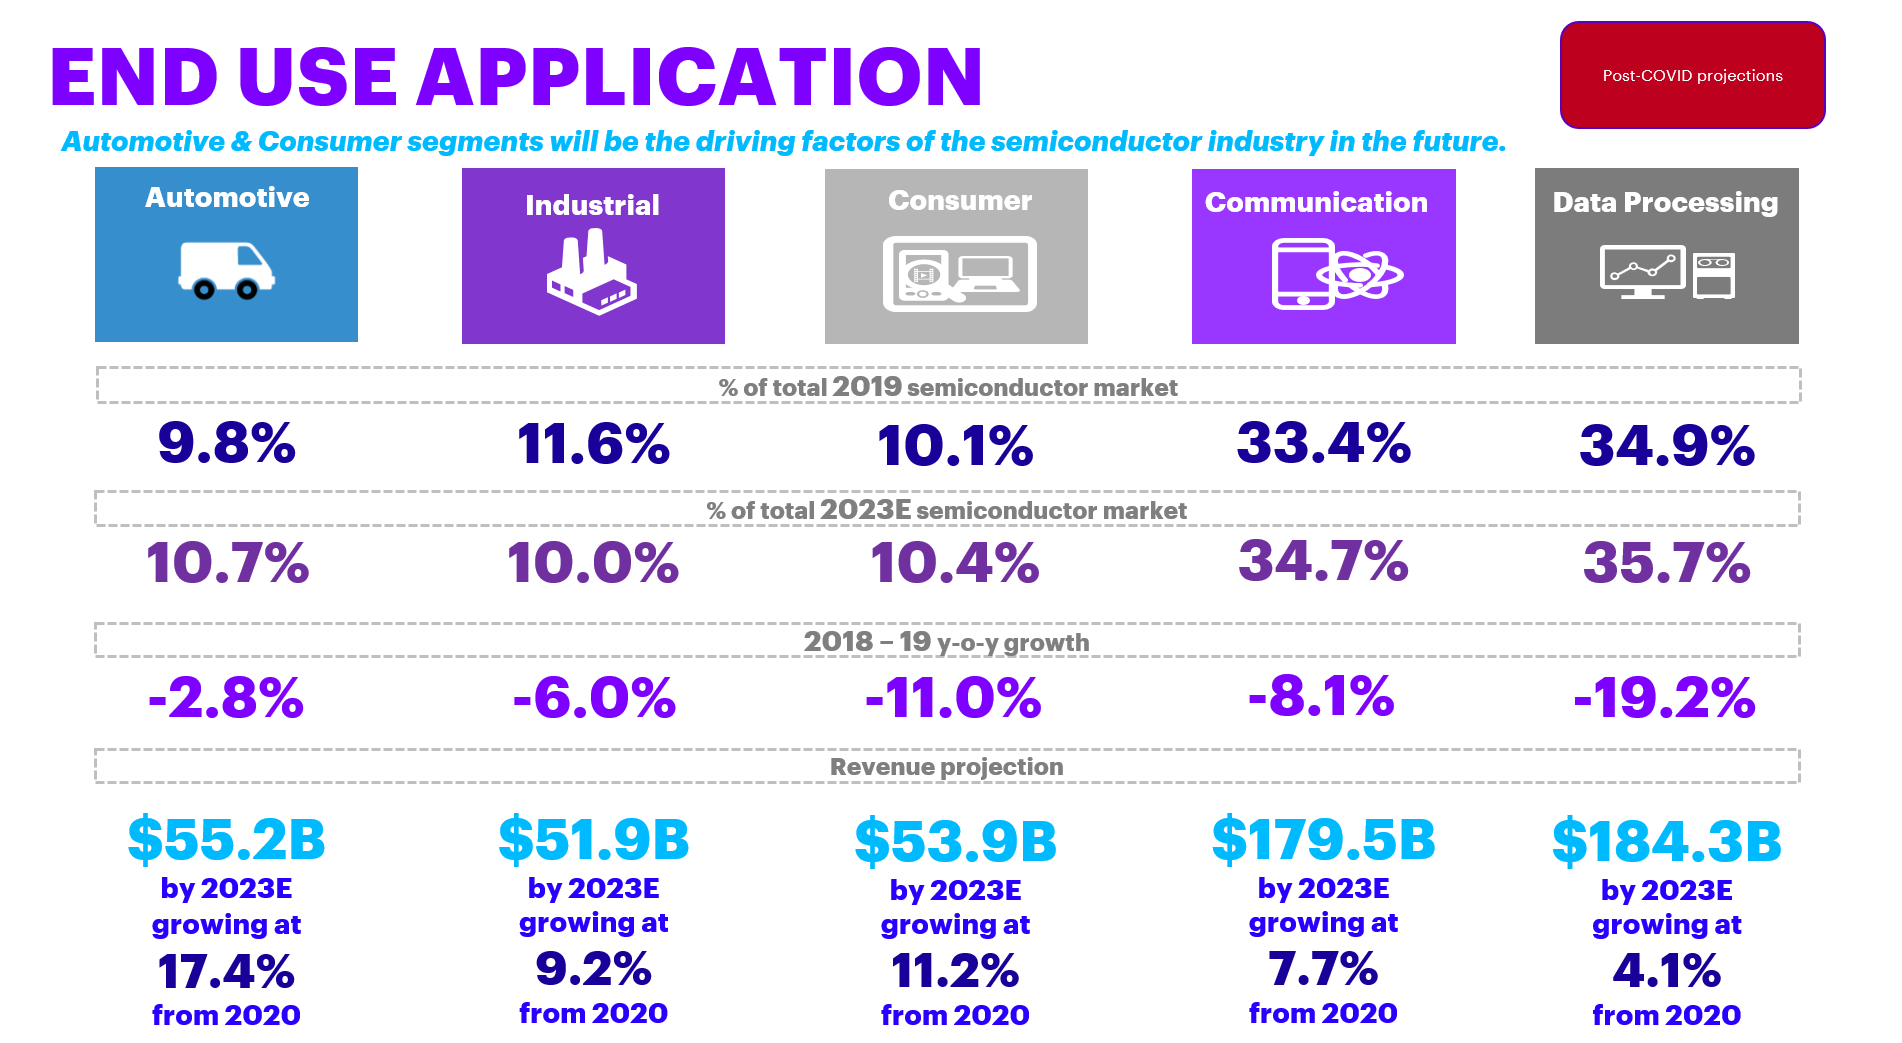 END USE APPLICATION
Post-COVID projections
Automotive & Consumer segments will be the driving factors of the semiconductor industry in the future.
Automotive
Industrial
Consumer
Communication
Data Processing
% of total 2019 semiconductor market
9.8%
11.6%
10.1%
33.4%
34.9%
% of total 2023E semiconductor market
10.7%
10.0%
10.4%
34.7%
35.7%
2018 – 19 y-o-y growth
-2.8%
-6.0%
-11.0%
-8.1%
-19.2%
Revenue projection
$55.2B
by 2023E
growing at
17.4%
from 2020
$51.9B
by 2023E
growing at
9.2%
from 2020
$53.9B
by 2023E
growing at
11.2%
from 2020
$179.5B
by 2023E
growing at
7.7%
from 2020
$184.3B
by 2023E
growing at
4.1%
from 2020